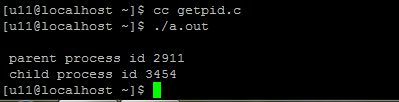 [u11@localhost ~]$ cc getpid.c
[u11@localhost ~]$ ./a.out
parent process id 2911
child process id 3454
[u11@localhost ~]$